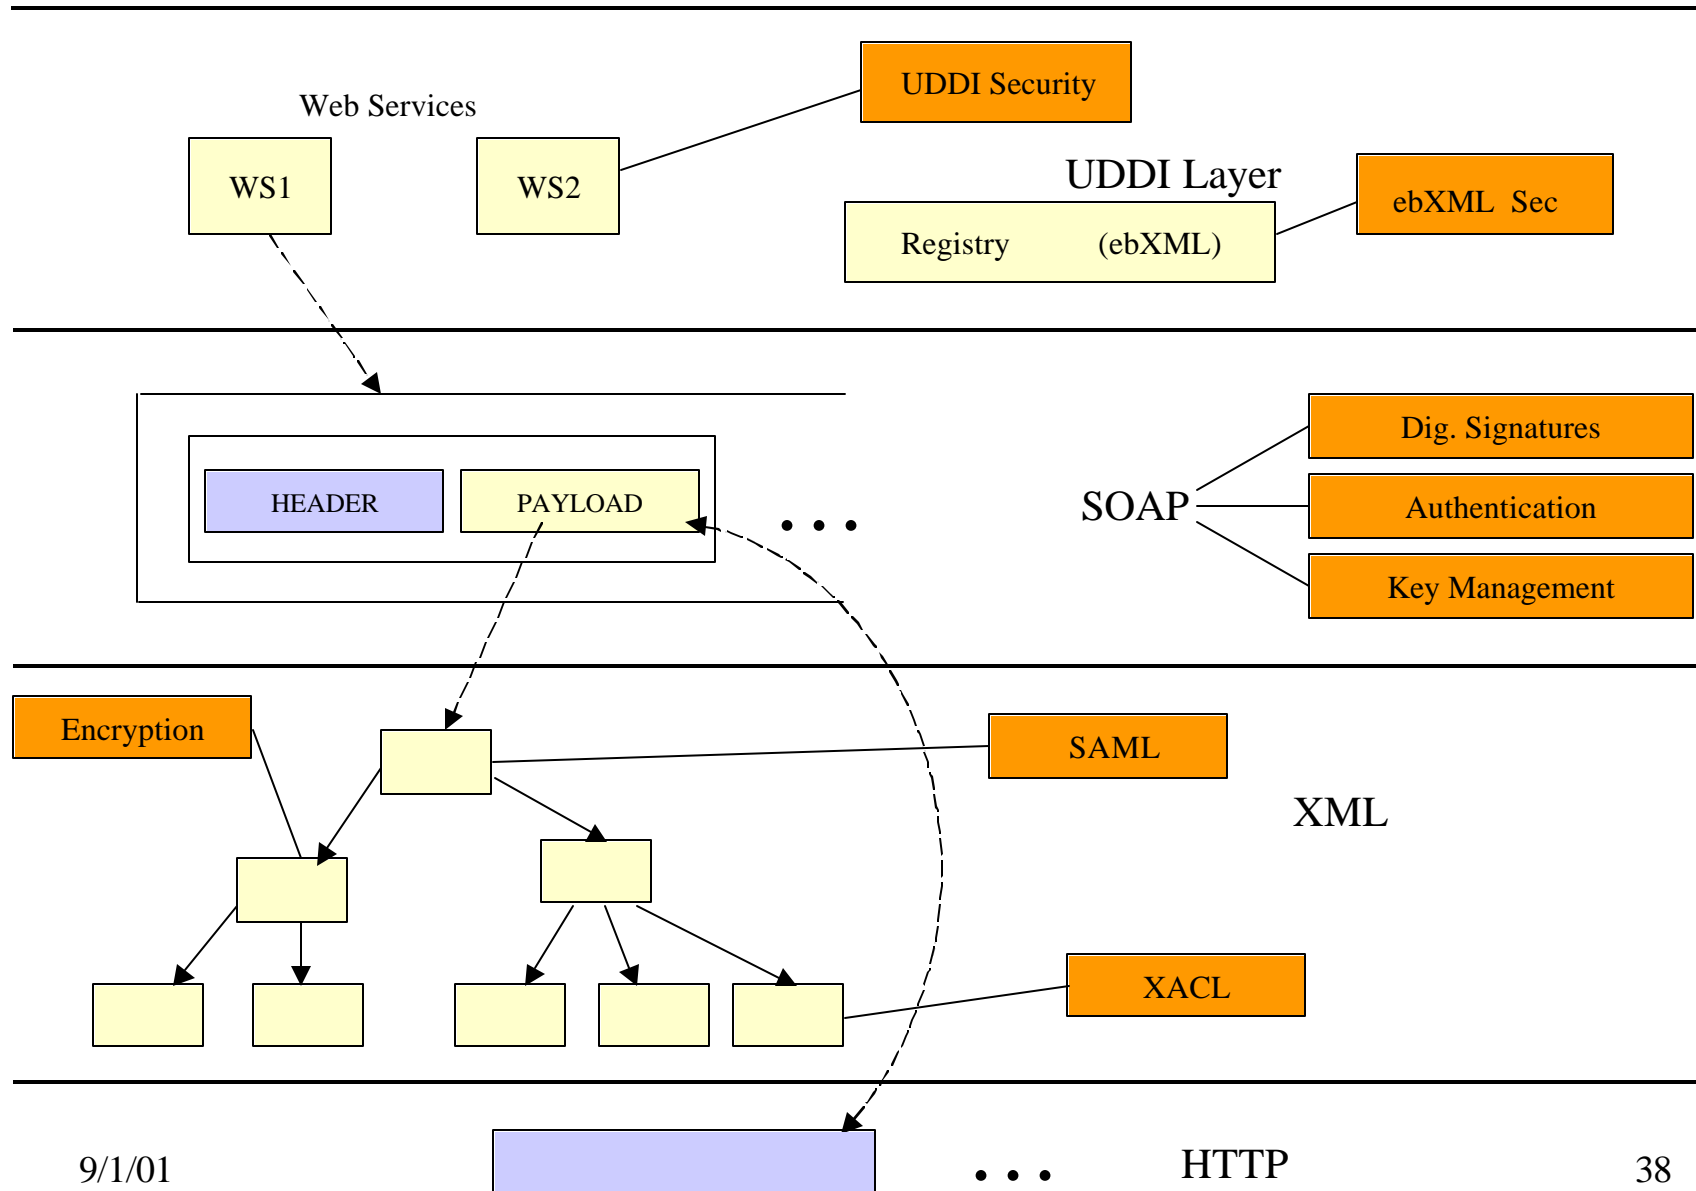 UDDI Security
Web Services
WS1
WS2
UDDI Layer
ebXML Sec
Registry (ebXML)
Dig. Signatures
HEADER
PAYLOAD
. . .
SOAP
Authentication
Key Management
Encryption
SAML
XML
XACL
9/1/01
. . .
HTTP
38